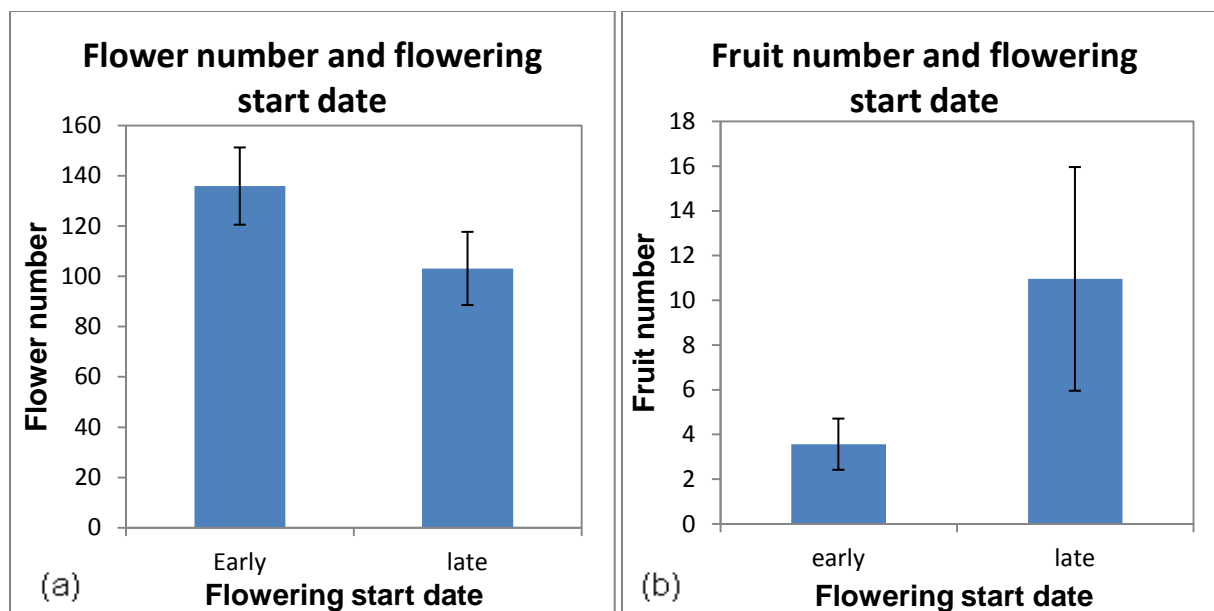 Flower number and flowering
start date
Flower number
160
140
120
100
80
60
40
20
0
Early late
Flowering start date
(a)
Fruit number and flowering
start date
Fruit number
18
16
14
12
10
8
6
4
2
0
early late
Flowering start date
(b)